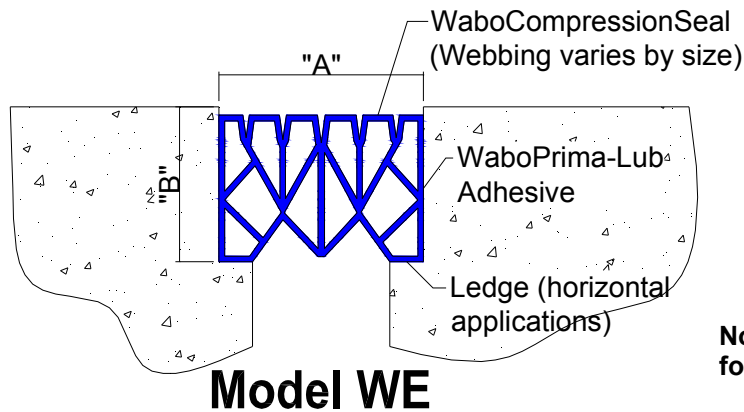 WaboCompressionSeal
(Webbing varies by size)
"A"
"B"
WaboPrima-Lub
Adhesive
Ledge (horizontal
applications)
Model WE